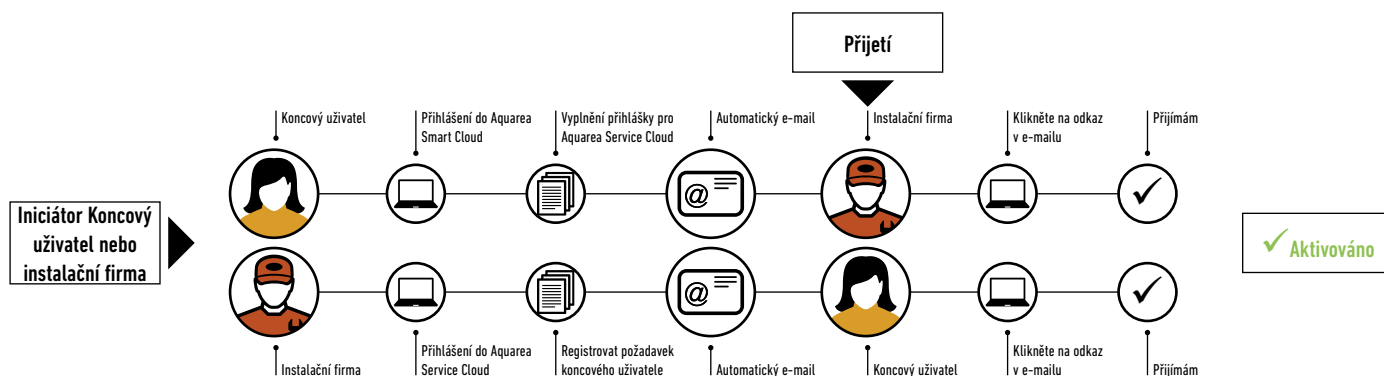 Přijetí
Koncový uživatel
Přihlášení do Aquarea
Smart Cloud
Vyplnění přihlášky pro
Aquarea Service Cloud
Automatický e-mail
Instalační firma
Klikněte na odkaz
v e-mailu
Přijímám
@
Iniciátor Koncový
uživatel nebo
instalační firma
Aktivováno
@
Instalační firma
Přihlášení do Aquarea
Service Cloud
Registrovat požadavek
koncového uživatele
Automatický e-mail
Koncový uživatel
Klikněte na odkaz
v e-mailu
Přijímám